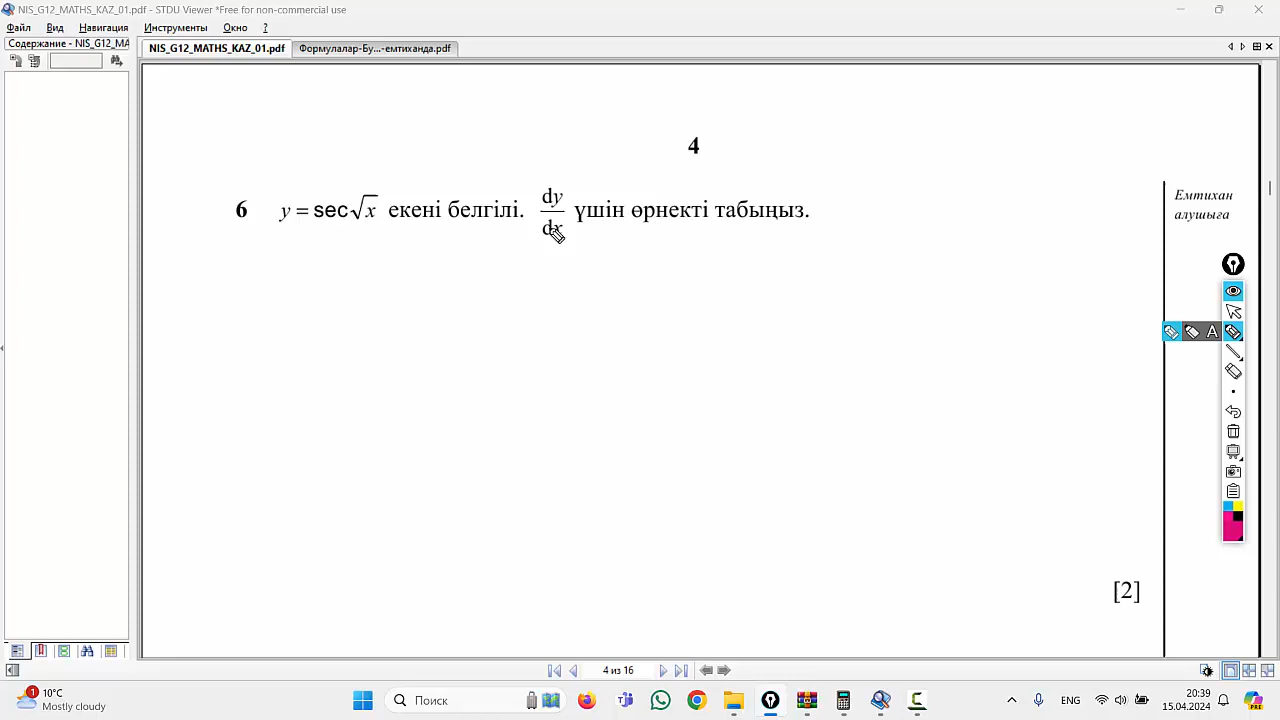 NIS_G12_MATHS_KAZ_01.pdf - STDU Viewer *Free for non-commercial use
Файл Вид Навигация Инструменты Окно ?
Содержание - NIS_G12_MA
NIS_G12_MATHS_KAZ_01.pdf Формулалар-Бу...-емтиханда.pdf
4
6 y = sec√x екені белгілі. dy/dx үшін өрнекті табыңыз.
Емтихан
алушыға
A
[2]
4 из 16
1
10°C
Mostly cloudy
Поиск
ENG
20:39
15.04.2024
PRE